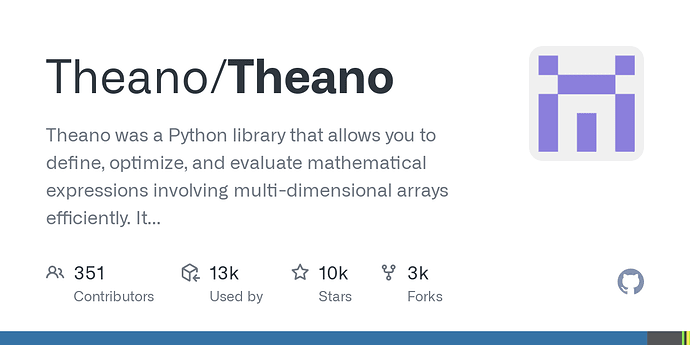 Theano/Theano
Theano was a Python library that allows you to
define, optimize, and evaluate mathematical
expressions involving multi-dimensional arrays
efficiently. It...
351 13k 10k 3k
Contributors Used by Stars Forks